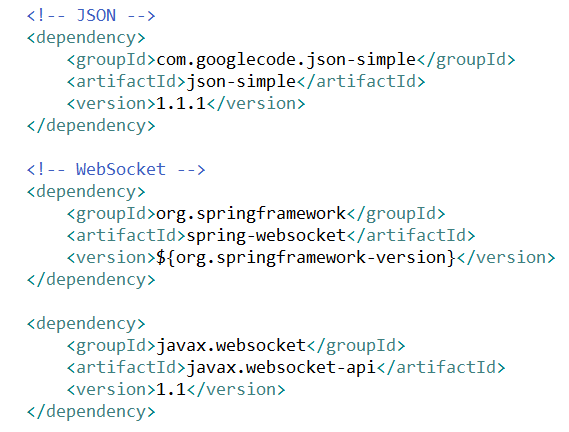 <!-- JSON -->
<dependency>
    <groupId>com.googlecode.json-simple</groupId>
    <artifactId>json-simple</artifactId>
    <version>1.1.1</version>
</dependency>

<!-- WebSocket -->
<dependency>
    <groupId>org.springframework</groupId>
    <artifactId>spring-websocket</artifactId>
    <version>${org.springframework-version}</version>
</dependency>

<dependency>
    <groupId>javax.websocket</groupId>
    <artifactId>javax.websocket-api</artifactId>
    <version>1.1</version>
</dependency>